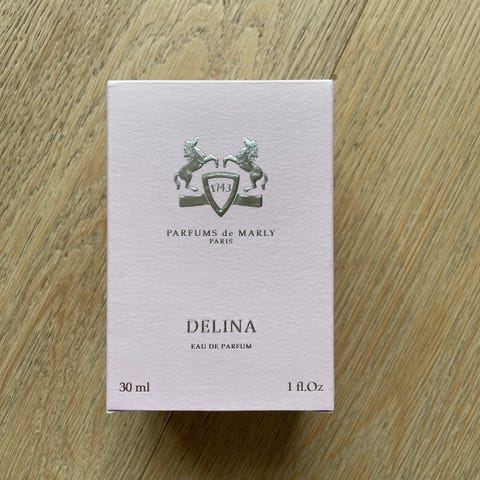 1743
PARFUMS de MARLY
PARIS
DELINA
EAU DE PARFUM
30 ml 1 fl.Oz